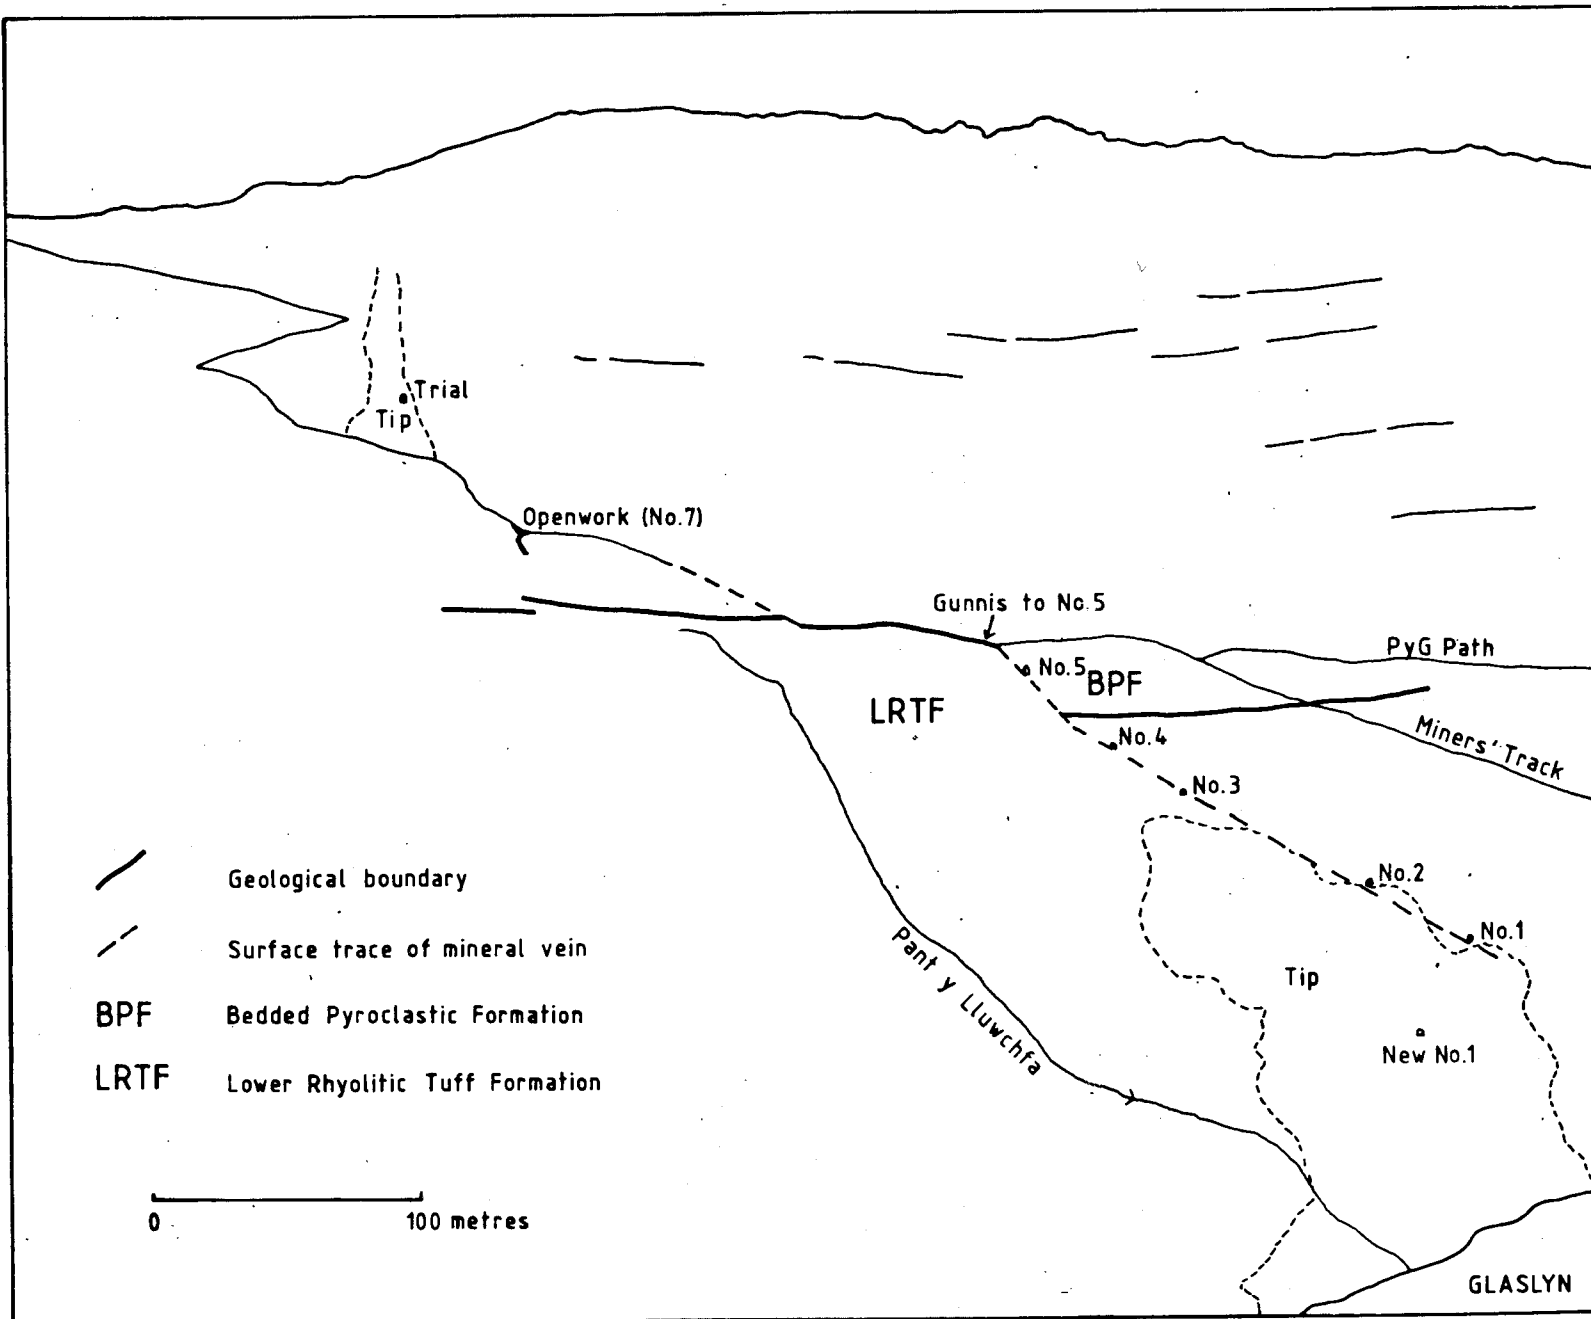 Trial
Tip
Openwork (No.7)
Gunnis to No.5
PyG Path
No.5
BPF
LRTF
No.4
Miners' Track
No.3
Geological boundary
No.2
Surface trace of mineral vein
No.1
Pant y Lluwchfa
Tip
BPF Bedded Pyroclastic Formation
New No.1
LRTF Lower Rhyolitic Tuff Formation
0 100 metres
GLASLYN